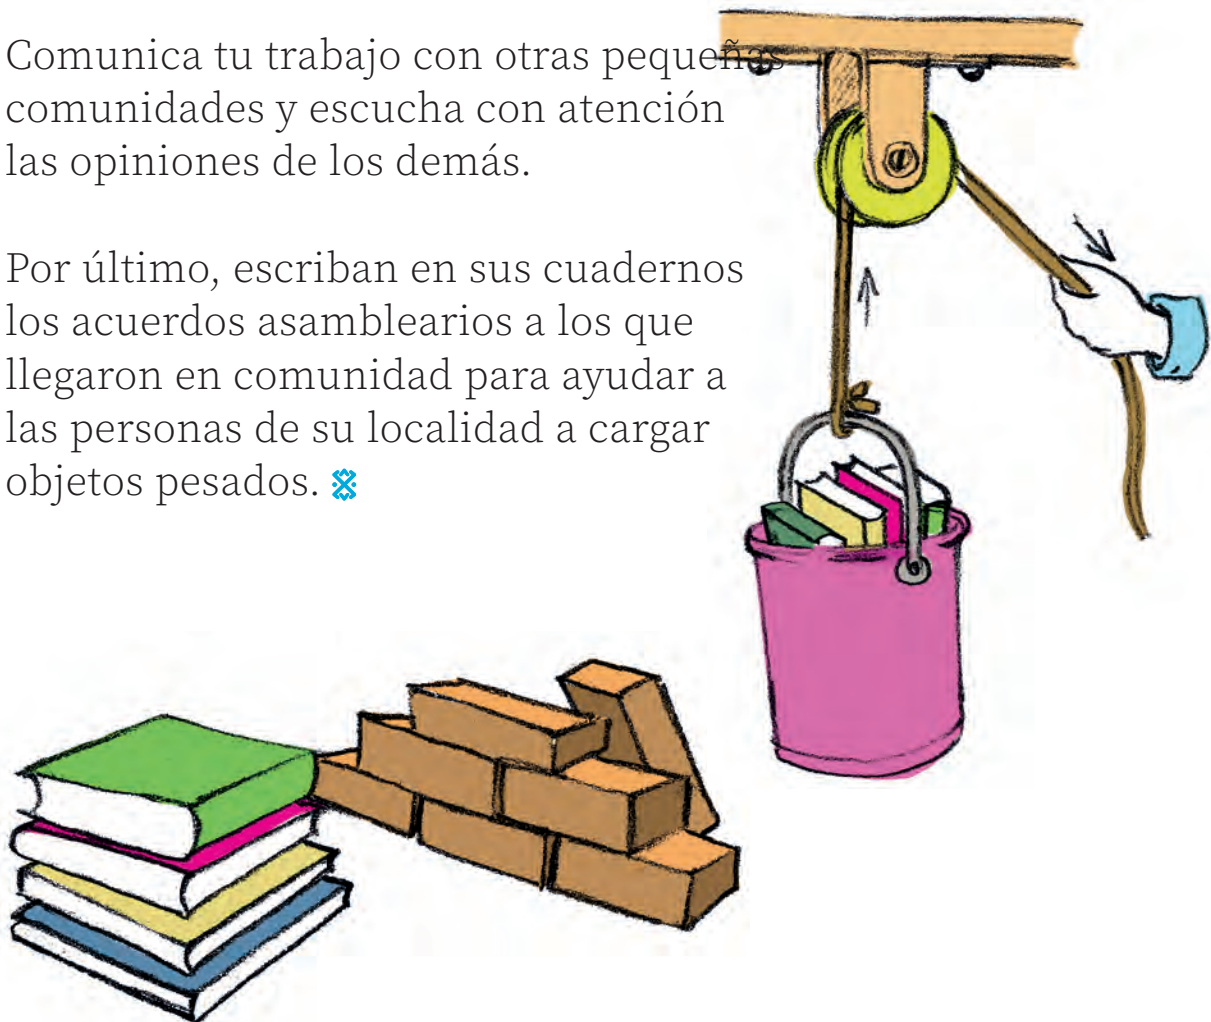 Comunica tu trabajo con otras pequeñas
comunidades y escucha con atención
las opiniones de los demás.
Por último, escriban en sus cuadernos
los acuerdos asamblearios a los que
llegaron en comunidad para ayudar a
las personas de su localidad a cargar
objetos pesados.